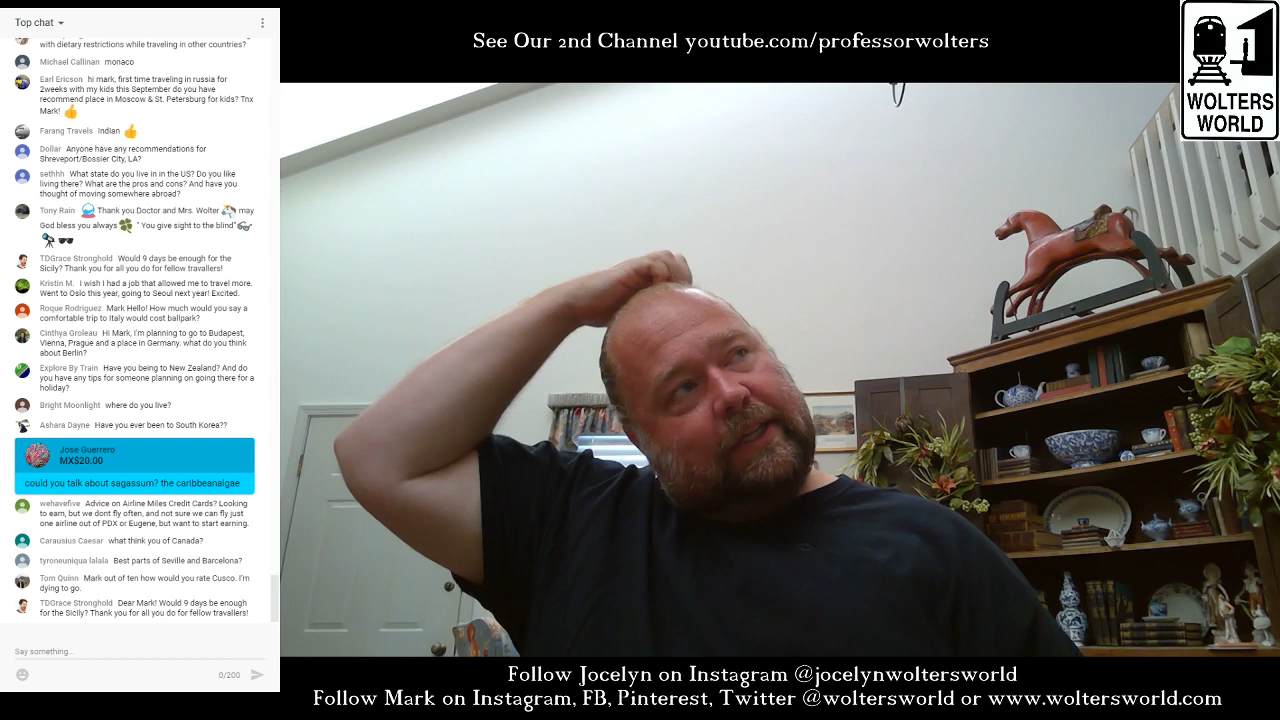 Top chat
with dietary restrictions while traveling in other countries?
Michael Callinan monaco
Earl Ericson hi mark, first time traveling in russia for
2weeks with my kids this September do you have
recommend place in Moscow & St. Petersburg for kids? Tnx
Mark! 👍
Farang Travels Indian 👍
Dollar Anyone have any recommendations for
Shreveport/Bossier City, LA?
sethhh What state do you live in in the US? Do you like
living there? What are the pros and cons? And have you
thought of moving somewhere abroad?
Tony Rain 🔮 Thank you Doctor and Mrs. Wolter 🦄 may
God bless you always 🍀 " You give sight to the blind" 👓
🔭 🕶
TDGrace Stronghold Would 9 days be enough for the
Sicily? Thank you for all you do for fellow travallers!
Kristin M. I wish I had a job that allowed me to travel more.
Went to Oslo this year, going to Seoul next year! Excited.
Roque Rodriguez Mark Hello! How much would you say a
comfortable trip to Italy would cost ballpark?
Cinthya Groleau Hi Mark, i'm planning to go to Budapest,
Vienna, Prague and a place in Germany. what do you think
about Berlin?
Explore By Train Have you being to New Zealand? And do
you have any tips for someone planning on going there for a
holiday?
Bright Moonlight where do you live?
Ashara Dayne Have you ever been to South Korea??
Jose Guerrero
MX$20.00
could you talk about sagassum? the caribbeanalgae
wehavefive Advice on Airline Miles Credit Cards? Looking
to earn, but we dont fly often, and not sure we can fly just
one airline out of PDX or Eugene, but want to start earning.
Carausius Caesar what think you of Canada?
tyroneuniqua lalala Best parts of Seville and Barcelona?
Tom Quinn Mark out of ten how would you rate Cusco. I'm
dying to go.
TDGrace Stronghold Dear Mark! Would 9 days be enough
for the Sicily? Thank you for all you do for fellow travallers!
Say something...
0/200
See Our 2nd Channel youtube.com/professorwolters
WOLTERS
WORLD
Follow Jocelyn on Instagram @jocelynwoltersworld
Follow Mark on Instagram, FB, Pinterest, Twitter @woltersworld or www.woltersworld.com